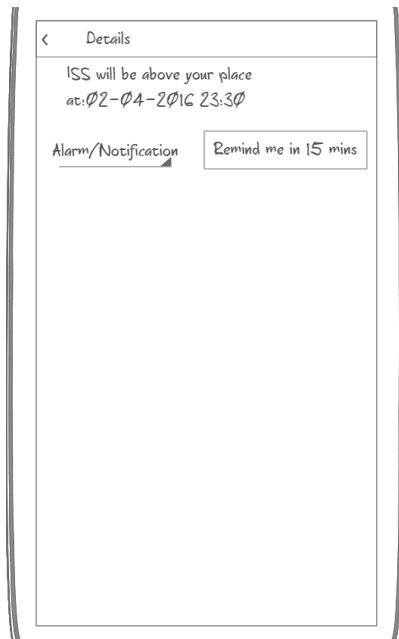 < Details
ISS will be above your place
at:02-04-2016 23:30
Alarm/Notification
Remind me in 15 mins